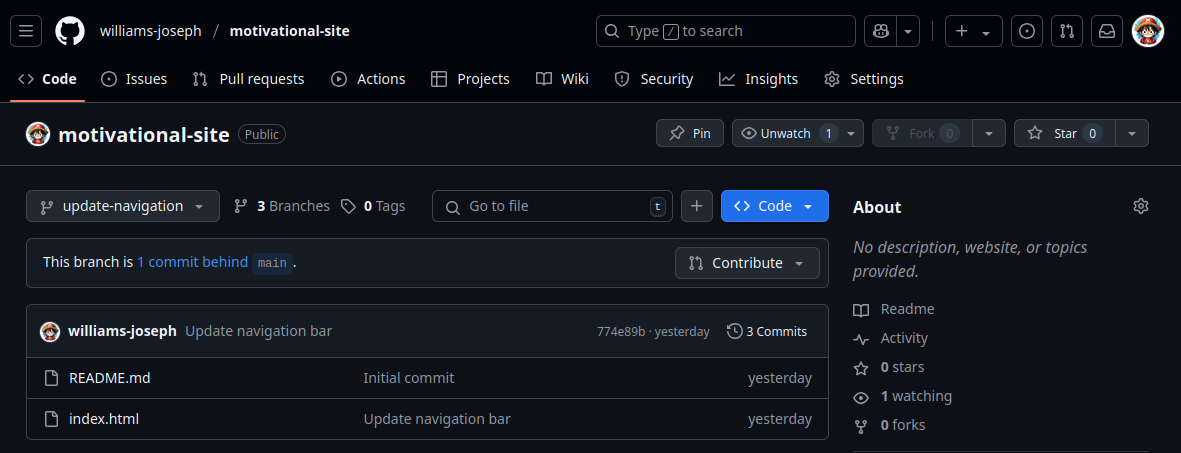 williams-joseph / motivational-site Type / to search
Code Issues Pull requests Actions Projects Wiki Security Insights Settings
motivational-site Public Pin Unwatch 1 Fork 0 Star 0
update-navigation 3 Branches 0 Tags Go to file t Code
About
This branch is 1 commit behind main. Contribute
No description, website, or topics
provided.
williams-joseph Update navigation bar 774e89b · yesterday 3 Commits
README.md Initial commit yesterday
index.html Update navigation bar yesterday
Readme
Activity
0 stars
1 watching
0 forks